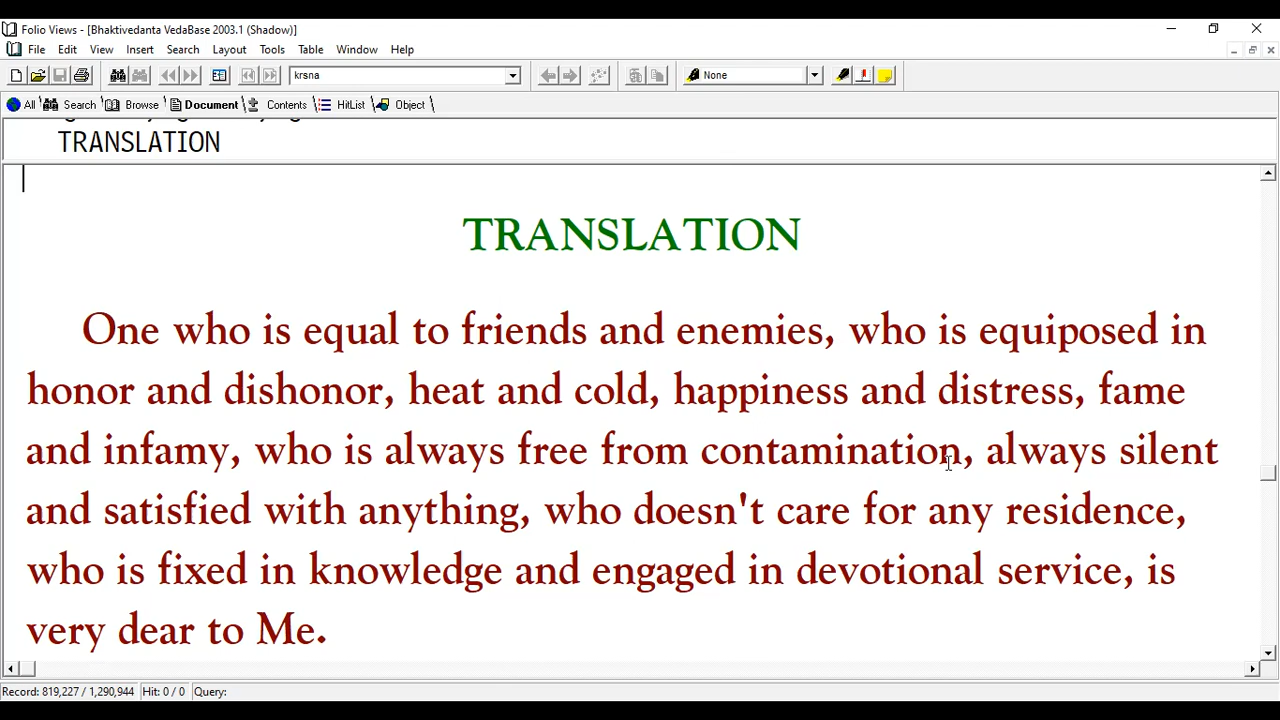 Folio Views - [Bhaktivedanta VedaBase 2003.1 (Shadow)]
File Edit View Insert Search Layout Tools Table Window Help
krsna None
All Search Browse Document Contents HitList Object
TRANSLATION
TRANSLATION
One who is equal to friends and enemies, who is equiposed in
honor and dishonor, heat and cold, happiness and distress, fame
and infamy, who is always free from contamination, always silent
and satisfied with anything, who doesn't care for any residence,
who is fixed in knowledge and engaged in devotional service, is
very dear to Me.
Record: 819,227 / 1,290,944 Hit: 0 / 0 Query: